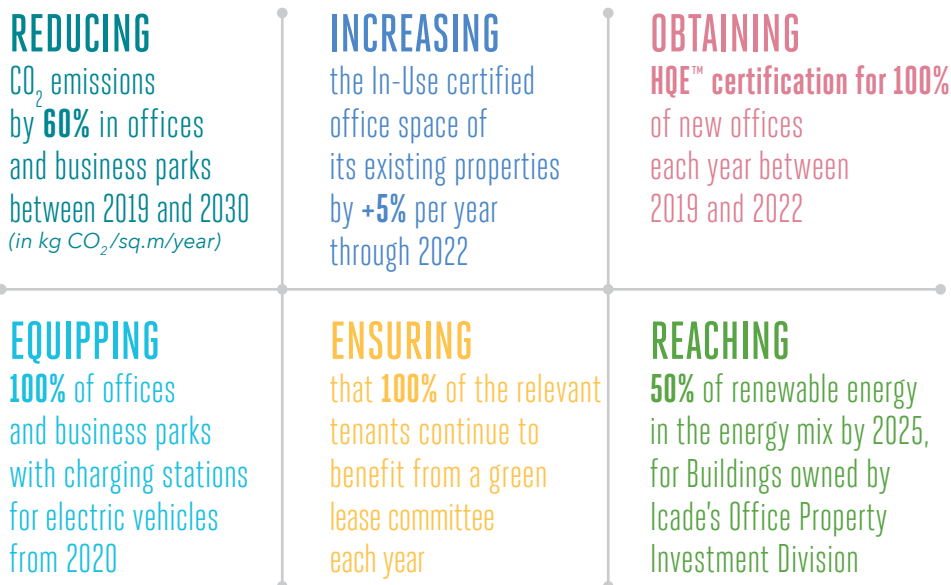 REDUCING
CO₂ emissions
by 60% in offices
and business parks
between 2019 and 2030
(in kg CO₂/sq.m/year)
INCREASING
the In-Use certified
office space of
its existing properties
by +5% per year
through 2022
OBTAINING
HQE™ certification for 100%
of new offices
each year between
2019 and 2022
EQUIPPING
100% of offices
and business parks
with charging stations
for electric vehicles
from 2020
ENSURING
that 100% of the relevant
tenants continue to
benefit from a green
lease committee
each year
REACHING
50% of renewable energy
in the energy mix by 2025,
for Buildings owned by
Icade's Office Property
Investment Division